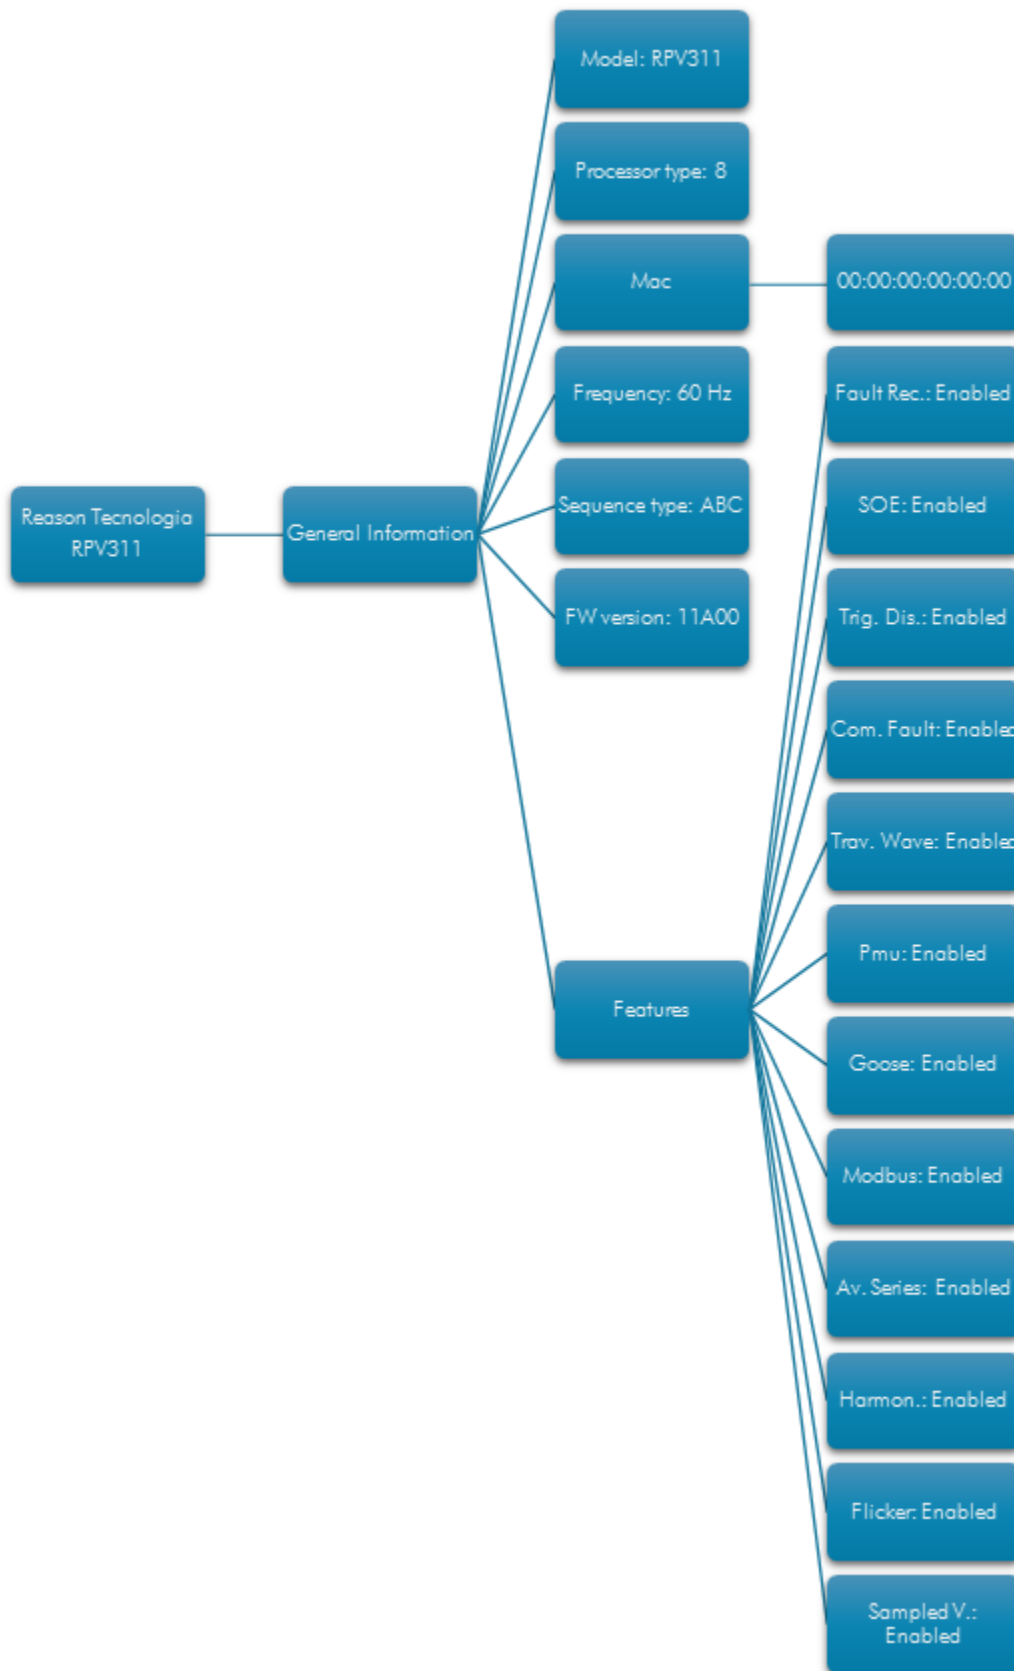 Reason Tecnologia
RPV311
General Information
Model: RPV311
Processor type: 8
Mac
00:00:00:00:00:00
Frequency: 60 Hz
Sequence type: ABC
FW version: 11A00
Features
Fault Rec.: Enabled
SOE: Enabled
Trig. Dis.: Enabled
Com. Fault: Enabled
Trav. Wave: Enabled
Pmu: Enabled
Goose: Enabled
Modbus: Enabled
Av. Series: Enabled
Harmon.: Enabled
Flicker: Enabled
Sampled V.:
Enabled